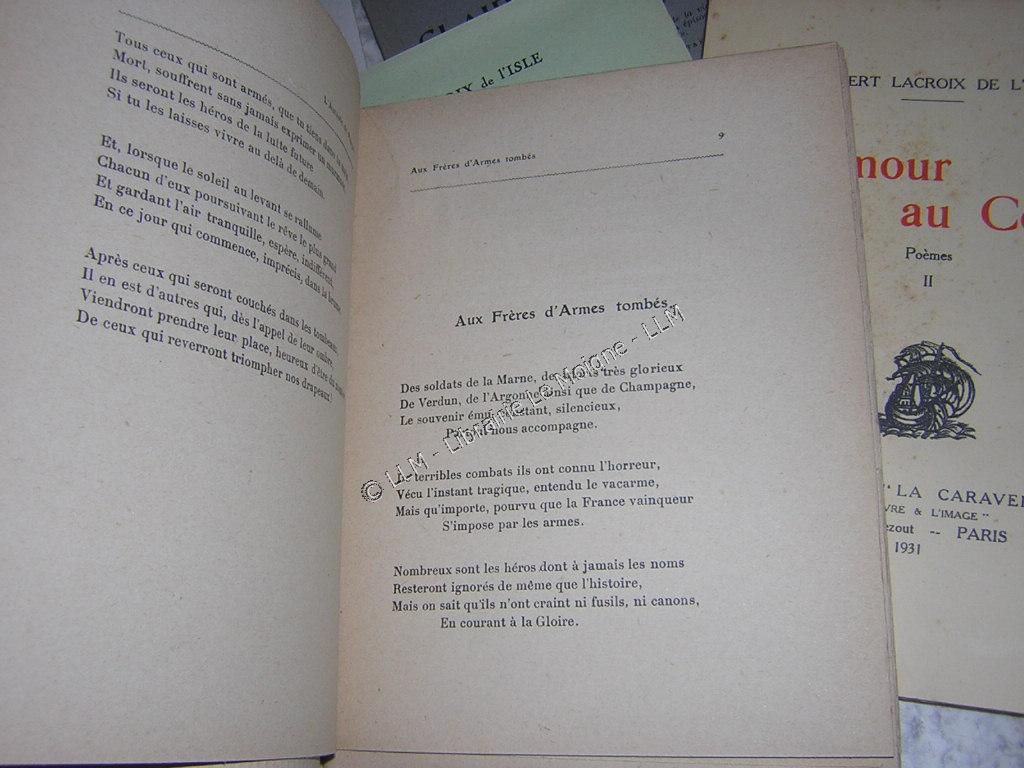 Tous ceux qui sont armés, que tu tiens dans
Mort, souffrent sans jamais exprimer un
Ils seront les héros de la lutte future
Si tu les laisses vivre au delà de demain.
Et, lorsque le soleil au levant se rallume
Chacun d'eux poursuivant le rêve le plus grand
Et gardant l'air tranquille, espère, indifférent,
En ce jour qui commence, imprécis, dans la brume
Après ceux qui seront couchés dans les tombeaux
Il en est d'autres qui, dès l'appel de leur ombre,
Viendront prendre leur place, heureux d'être du
De ceux qui reverront triompher nos drapeaux!
Aux Frères d'Armes tombés
9
Aux Frères d'Armes tombés.
Des soldats de la Marne, de très glorieux
De Verdun, de l'Argonne ainsi que de Champagne,
Le souvenir ému, constant, silencieux,
nous accompagne.
terribles combats ils ont connu l'horreur,
Vécu l'instant tragique, entendu le vacarme,
Mais qu'importe, pourvu que la France vainqueur
S'impose par les armes.
Nombreux sont les héros dont à jamais les noms
Resteront ignorés de même que l'histoire,
Mais on sait qu'ils n'ont craint ni fusils, ni canons,
En courant à la Gloire.
© LLM - Librairie Le Moigne - LLM
IX de l'ISLE
ERT LACROIX DE L'
mour
au Co
Poèmes
II
"LA CARAVEL
VRE & L'IMAGE"
ezout -- PARIS
1931